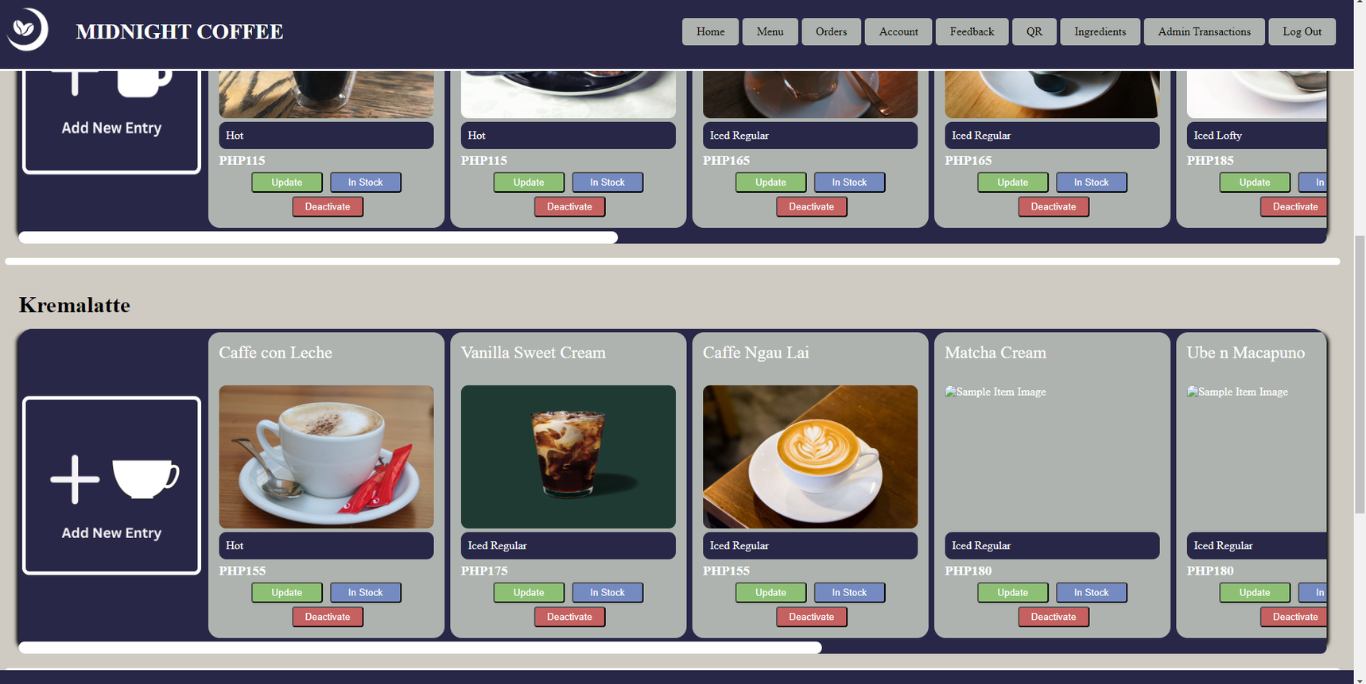 MIDNIGHT COFFEE
Home Menu Orders Account Feedback QR Ingredients Admin Transactions Log Out
Add New Entry
Hot
PHP115
Update In Stock
Deactivate
Hot
PHP115
Update In Stock
Deactivate
Iced Regular
PHP165
Update In Stock
Deactivate
Iced Regular
PHP165
Update In Stock
Deactivate
Iced Lofty
PHP185
Update In
Deactivate
Kremalatte
Add New Entry
Caffe con Leche
Hot
PHP155
Update In Stock
Deactivate
Vanilla Sweet Cream
Iced Regular
PHP175
Update In Stock
Deactivate
Caffe Ngau Lai
Iced Regular
PHP155
Update In Stock
Deactivate
Matcha Cream
Sample Item Image
Iced Regular
PHP180
Update In Stock
Deactivate
Ube n Macapuno
Sample Item Image
Iced Regular
PHP180
Update In
Deactivate